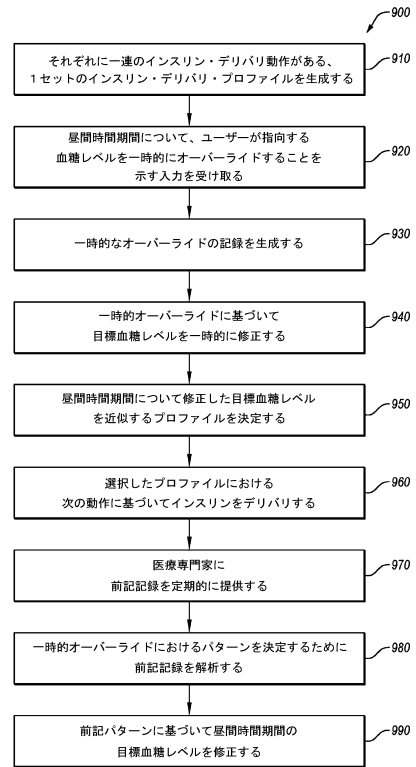 900
それぞれに一連のインスリン・デリバリ動作がある、
1セットのインスリン・デリバリ・プロファイルを生成する
910
昼間時間期間について、ユーザーが指向する
血糖レベルを一時的にオーバーライドすることを
示す入力を受け取る
920
一時的なオーバーライドの記録を生成する
930
一時的オーバーライドに基づいて
目標血糖レベルを一時的に修正する
940
昼間時間期間について修正した目標血糖レベル
を近似するプロファイルを決定する
950
選択したプロファイルにおける
次の動作に基づいてインスリンをデリバリする
960
医療専門家に
前記記録を定期的に提供する
970
一時的オーバーライドにおけるパターンを決定するために
前記記録を解析する
980
前記パターンに基づいて昼間時間期間の
目標血糖レベルを修正する
990